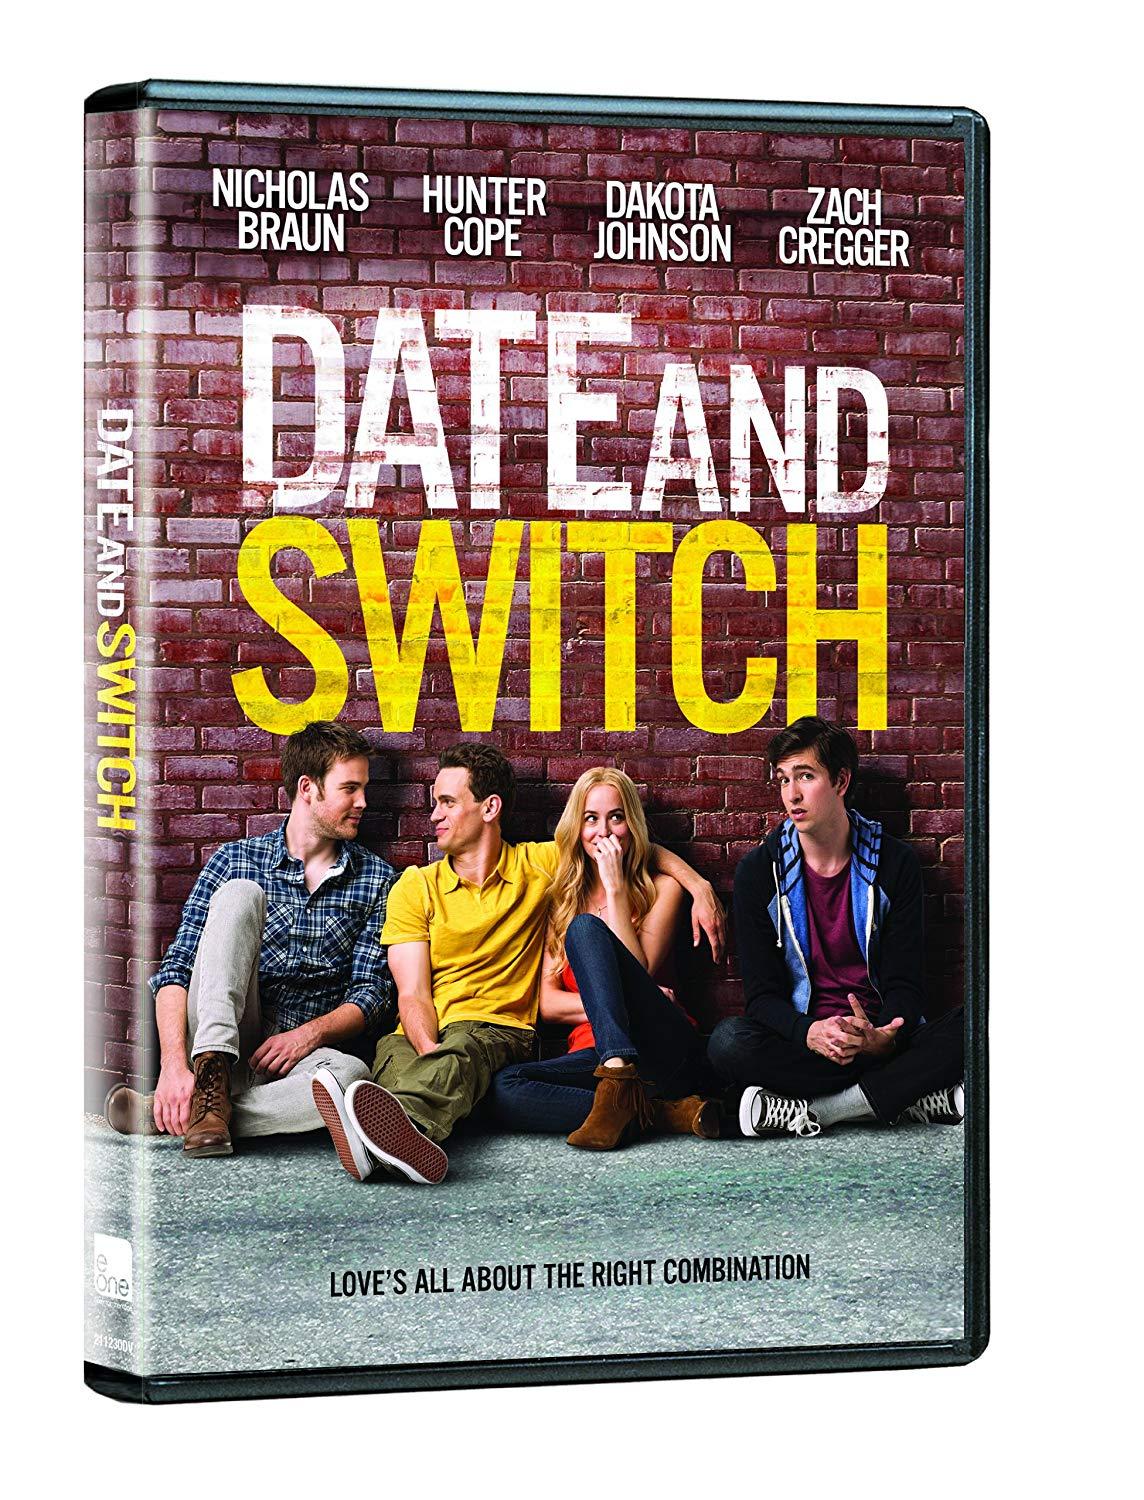 NICHOLAS BRAUN
HUNTER COPE
DAKOTA JOHNSON
ZACH CREGGER
DATE AND
SWITCH
LOVE'S ALL ABOUT THE RIGHT COMBINATION
DATE AND SWITCH
e
one